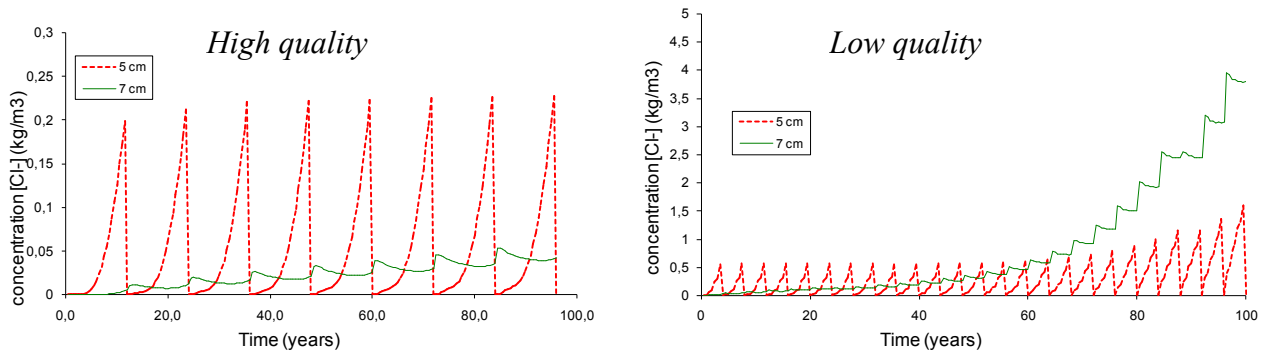 High quality
concentration [Cl-] (kg/m3)
0,3
0,25
0,2
0,15
0,1
0,05
0
5 cm
7 cm
0,0 20,0 40,0 60,0 80,0 100,0
Time (years)
Low quality
concentration [Cl-] (kg/m3)
5
4,5
4
3,5
3
2,5
2
1,5
1
0,5
0
5 cm
7 cm
0 20 40 60 80 100
Time (years)